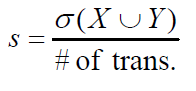 s = σ(X ∪ Y)
# of trans.